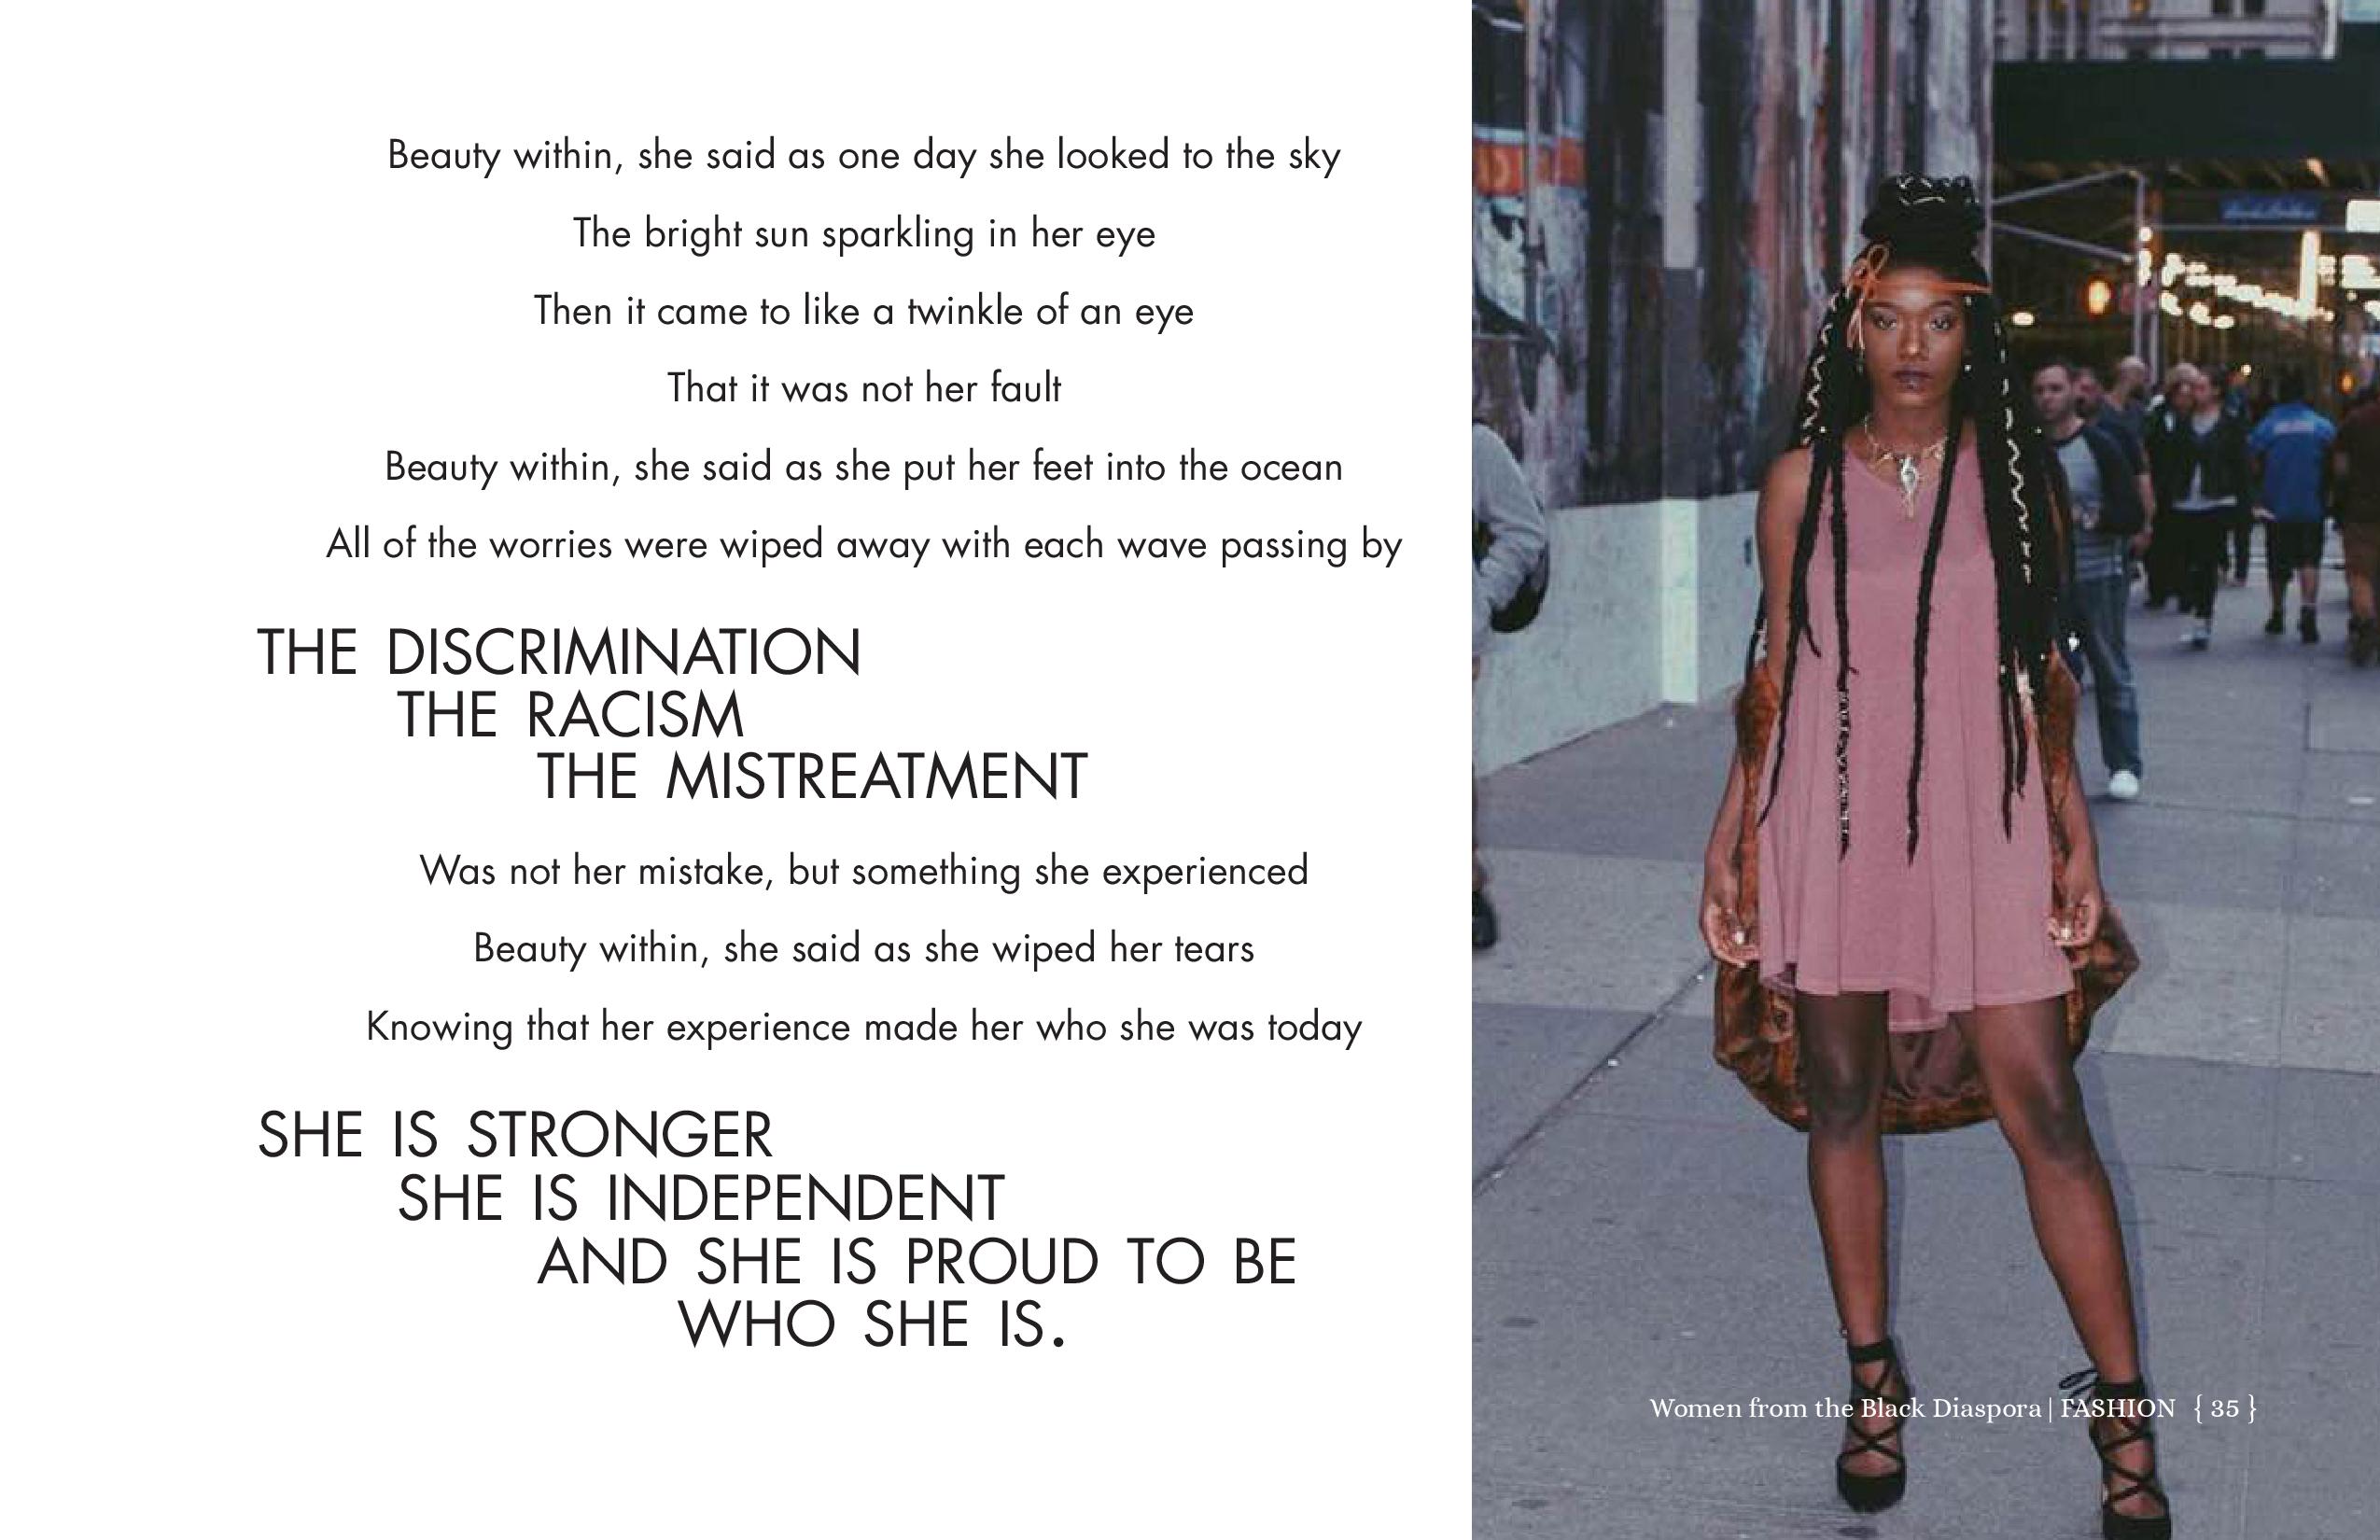 Beauty within, she said as one day she looked to the sky
The bright sun sparkling in her eye
Then it came to like a twinkle of an eye
That it was not her fault
Beauty within, she said as she put her feet into the ocean
All of the worries were wiped away with each wave passing by
THE DISCRIMINATION
THE RACISM
THE MISTREATMENT
Was not her mistake, but something she experienced
Beauty within, she said as she wiped her tears
Knowing that her experience made her who she was today
SHE IS STRONGER
SHE IS INDEPENDENT
AND SHE IS PROUD TO BE
WHO SHE IS.
Women from the Black Diaspora | FASHION { 35 }